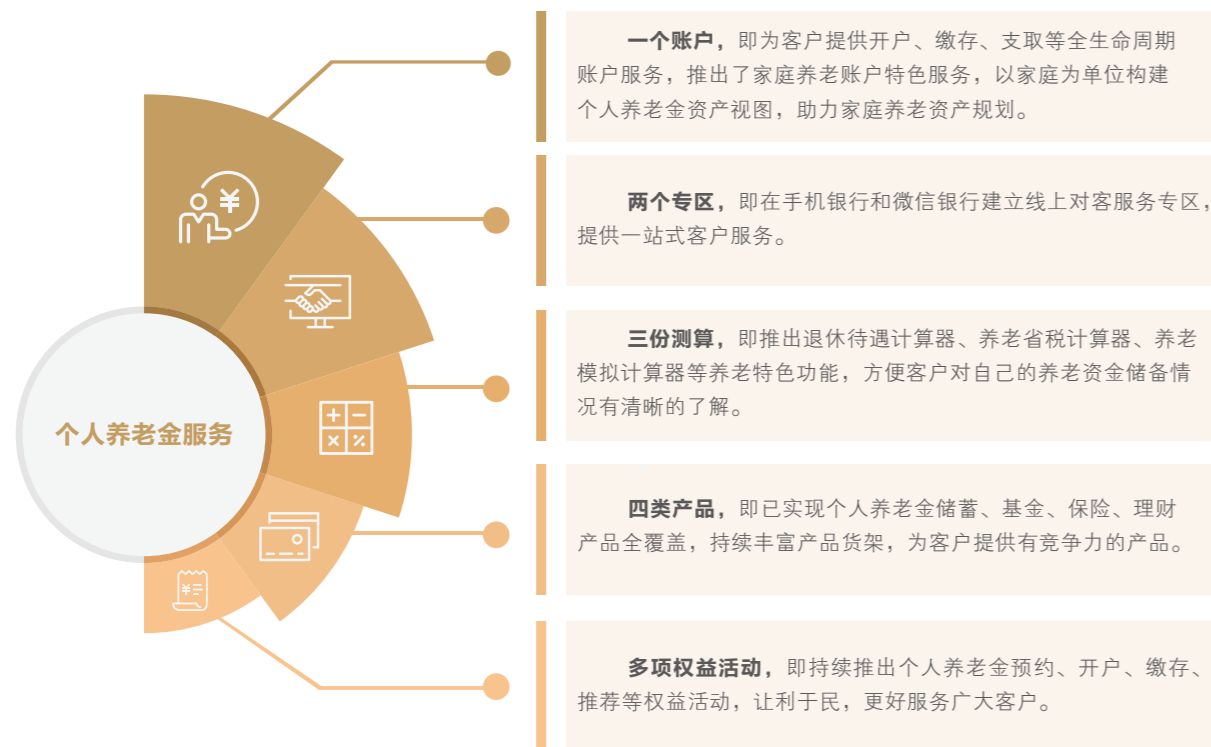 个人养老金服务
一个账户，即为客户提供开户、缴存、支取等全生命周期
账户服务，推出了家庭养老账户特色服务，以家庭为单位构建
个人养老金资产视图，助力家庭养老资产规划。
两个专区，即在手机银行和微信银行建立线上对客服务专区，
提供一站式客户服务。
三份测算，即推出退休待遇计算器、养老省税计算器、养老
模拟计算器等养老特色功能，方便客户对自己的养老资金储备情
况有清晰的了解。
四类产品，即已实现个人养老金储蓄、基金、保险、理财
产品全覆盖，持续丰富产品货架，为客户提供有竞争力的产品。
多项权益活动，即持续推出个人养老金预约、开户、缴存、
推荐等权益活动，让利于民，更好服务广大客户。